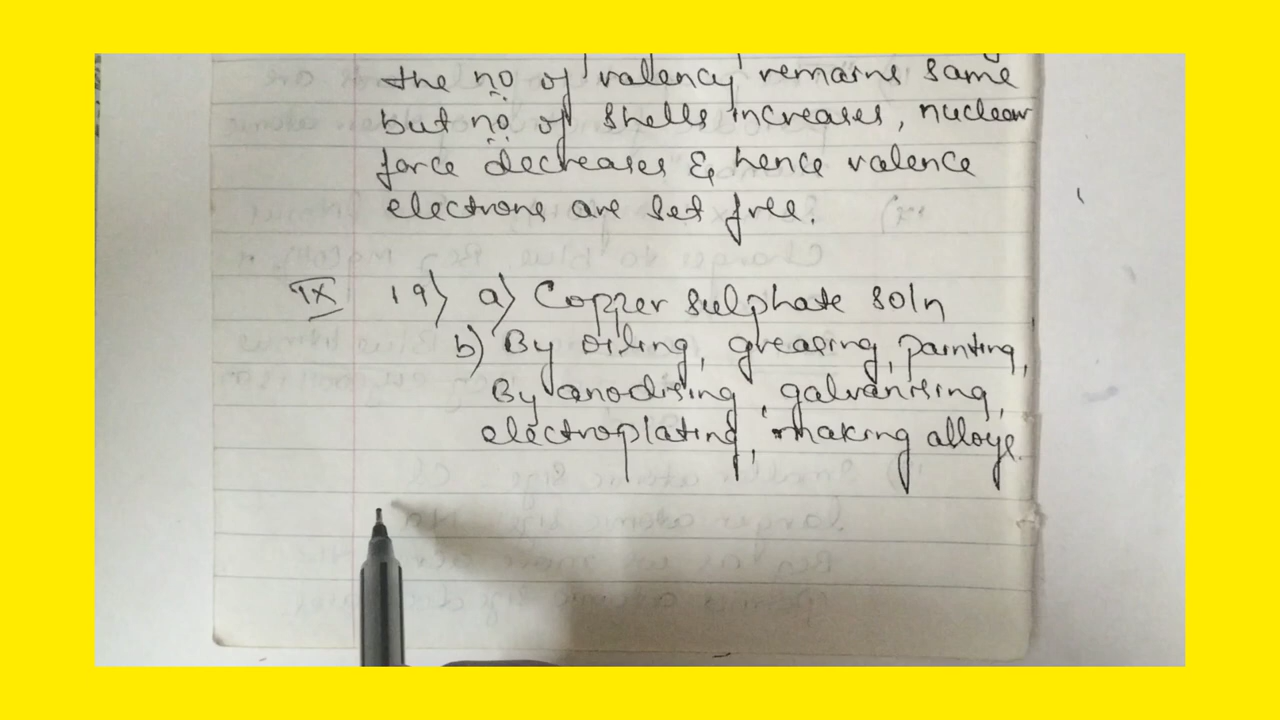 the no. of valency remains same
but no. of shells increases, nuclear
force decreases & hence valence
electrons are set free.
IX 19) a) Copper sulphate soln
b) By oiling, greasing, painting,
By anodising, galvanising,
electroplating, making alloys.